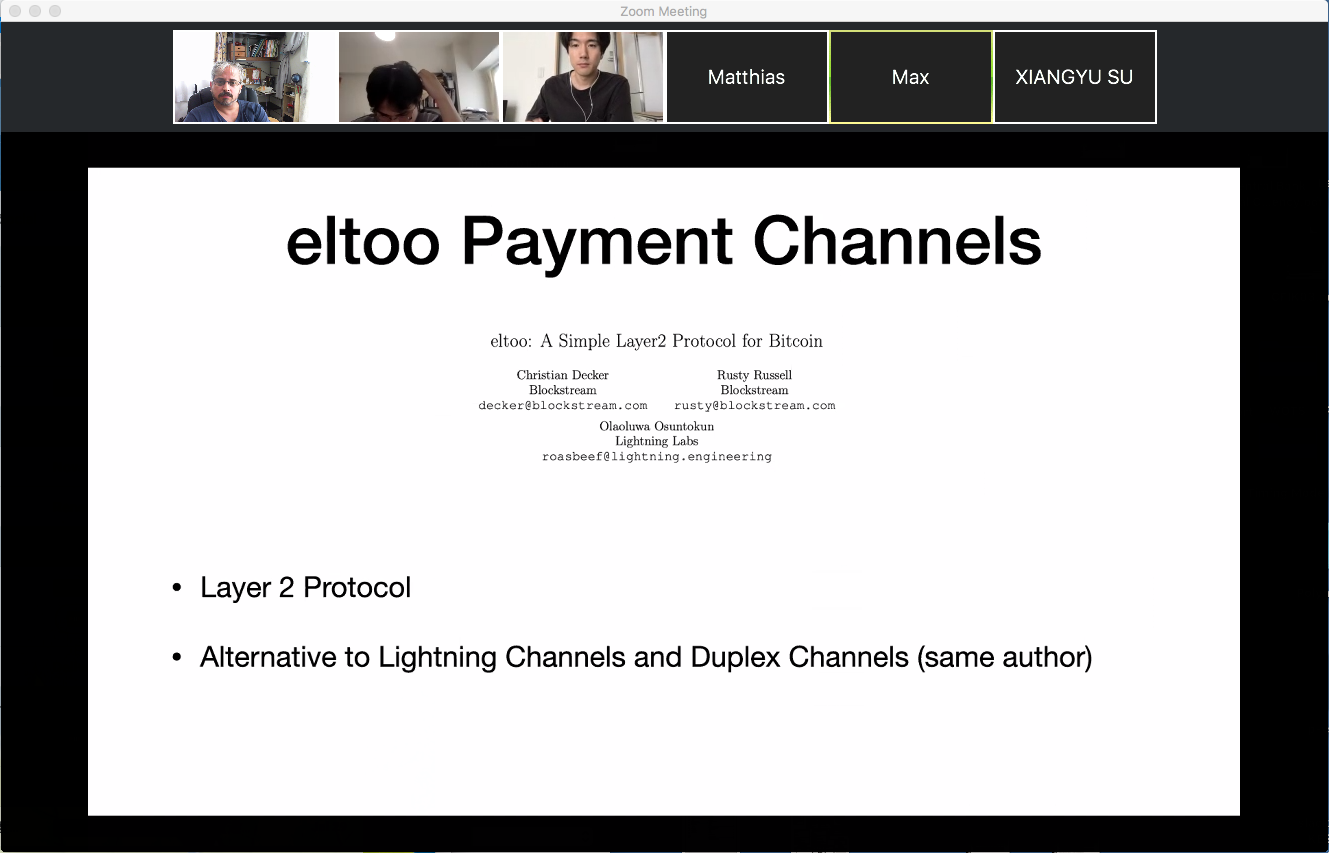 Zoom Meeting
Matthias
Max
XIANGYU SU
eltoo Payment Channels
eltoo: A Simple Layer2 Protocol for Bitcoin
Christian Decker Rusty Russell
Blockstream Blockstream
decker@blockstream.com rusty@blockstream.com
Olaoluwa Osuntokun
Lightning Labs
roasbeef@lightning.engineering
• Layer 2 Protocol
• Alternative to Lightning Channels and Duplex Channels (same author)